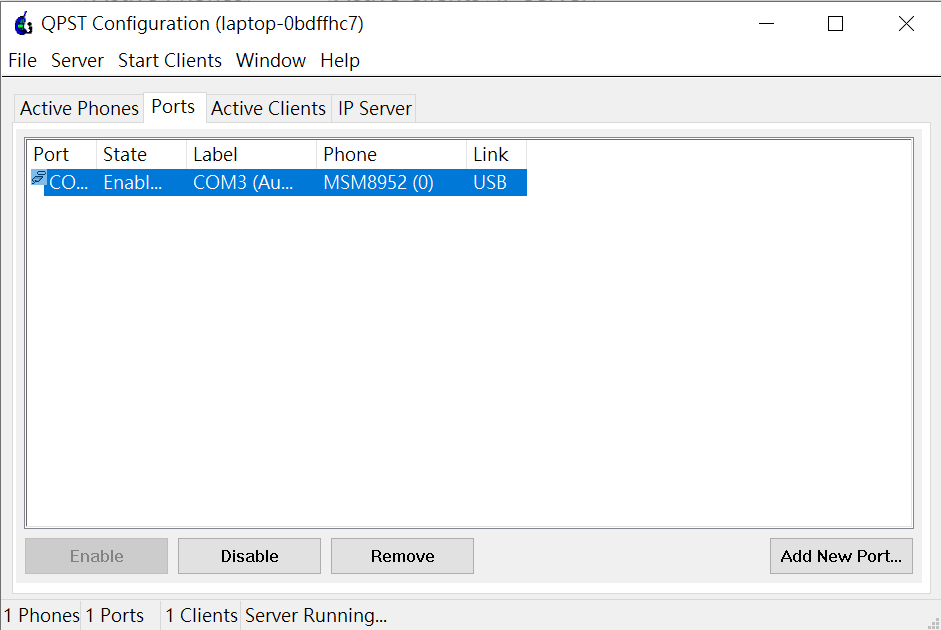 QPST Configuration (laptop-0bdffhc7)
File Server Start Clients Window Help
Active Phones Ports Active Clients IP Server
Port State Label Phone Link
CO... Enabl... COM3 (Au... MSM8952 (0) USB
Enable Disable Remove Add New Port...
1 Phones 1 Ports 1 Clients Server Running...